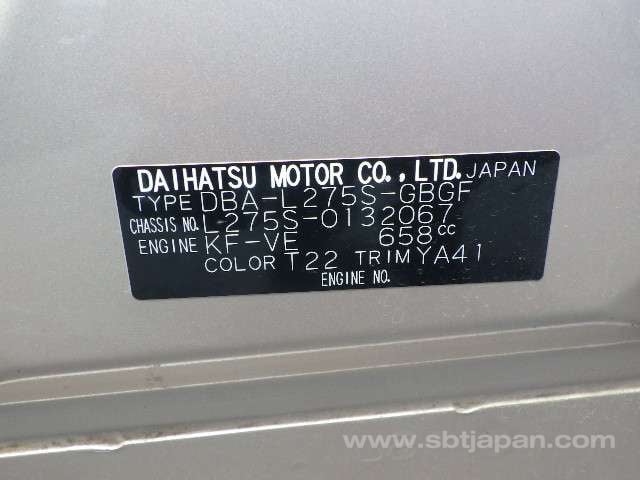 DAIHATSU MOTOR CO., LTD. JAPAN
TYPE DBA-L275S-GBGF
CHASSIS NO. L275S-0132067
ENGINE KF-VE 658cc
COLOR T22 TRIM YA41
ENGINE NO.
www.sbtjapan.com